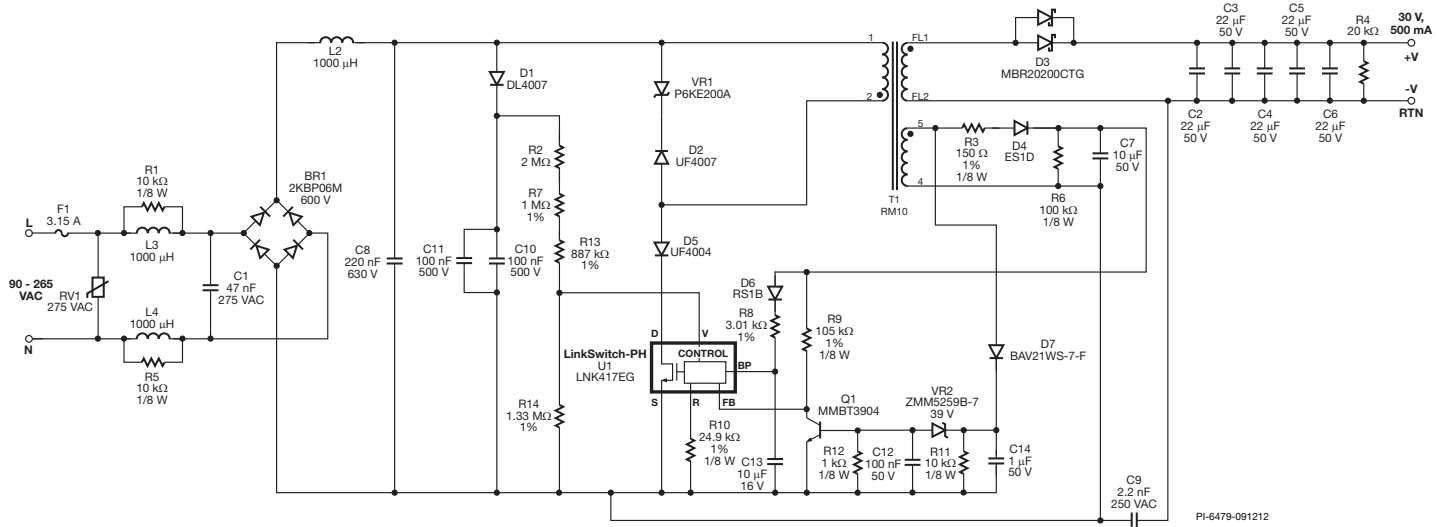 L
F1
3.15 A
90 - 265
VAC
RV1
275 VAC
N
R1
10 kΩ
1/8 W
L3
1000 µH
L4
1000 µH
R5
10 kΩ
1/8 W
C1
47 nF
275 VAC
BR1
2KBP06M
600 V
L2
1000 µH
C8
220 nF
630 V
D1
DL4007
C11
100 nF
500 V
C10
100 nF
500 V
R2
2 MΩ
R7
1 MΩ
1%
R13
887 kΩ
1%
R14
1.33 MΩ
1%
VR1
P6KE200A
D2
UF4007
D5
UF4004
LinkSwitch-PH
U1
LNK417EG
D
V
CONTROL
BP
S
R
FB
R10
24.9 kΩ
1%
1/8 W
D6
RS1B
R8
3.01 kΩ
1%
C13
10 µF
16 V
R9
105 kΩ
1%
1/8 W
Q1
MMBT3904
R12
1 kΩ
1/8 W
C12
100 nF
50 V
VR2
ZMM5259B-7
39 V
R11
10 kΩ
1/8 W
C14
1 µF
50 V
D7
BAV21WS-7-F
1
2
FL1
FL2
5
4
T1
RM10
D3
MBR20200CTG
R3
150 Ω
1%
1/8 W
D4
ES1D
R6
100 kΩ
1/8 W
C7
10 µF
50 V
C2
22 µF
50 V
C3
22 µF
50 V
C4
22 µF
50 V
C5
22 µF
50 V
C6
22 µF
50 V
R4
20 kΩ
30 V,
500 mA
+V
-V
RTN
C9
2.2 nF
250 VAC
PI-6479-091212